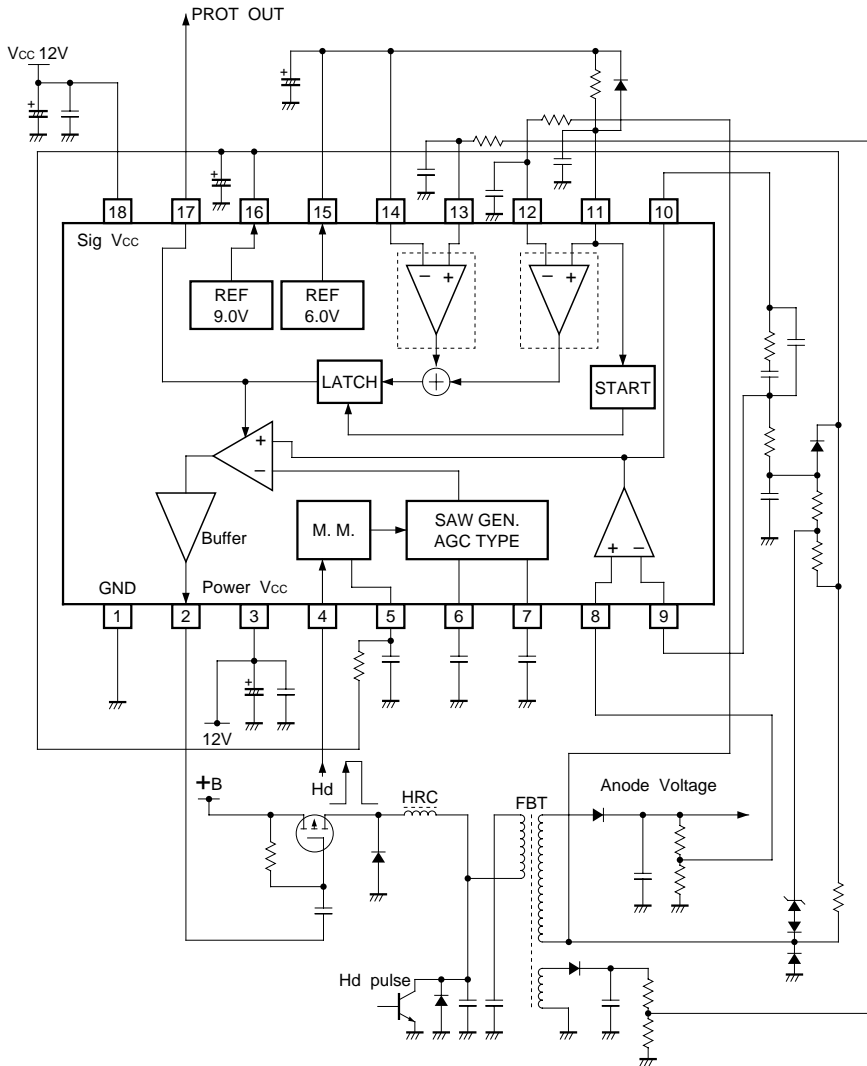 PROT OUT
Vcc 12V
18
17
16
15
14
13
12
11
10
Sig Vcc
REF
9.0V
REF
6.0V
− +
− +
LATCH
+
START
+
−
Buffer
M. M.
SAW GEN.
AGC TYPE
+ −
GND
Power Vcc
1
2
3
4
5
6
7
8
9
12V
+B
Hd
HRC
FBT
Anode Voltage
Hd pulse